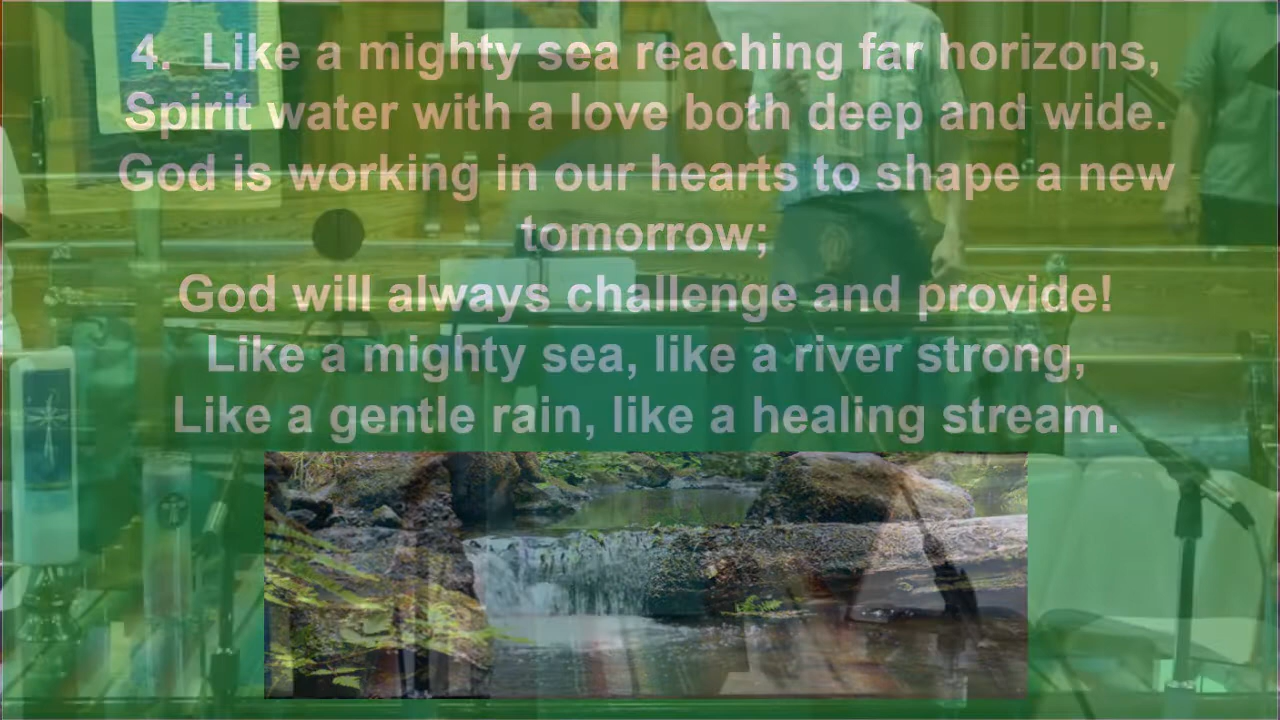 4. Like a mighty sea reaching far horizons,
Spirit water with a love both deep and wide.
God is working in our hearts to shape a new
tomorrow;
God will always challenge and provide!
Like a mighty sea, like a river strong,
Like a gentle rain, like a healing stream.